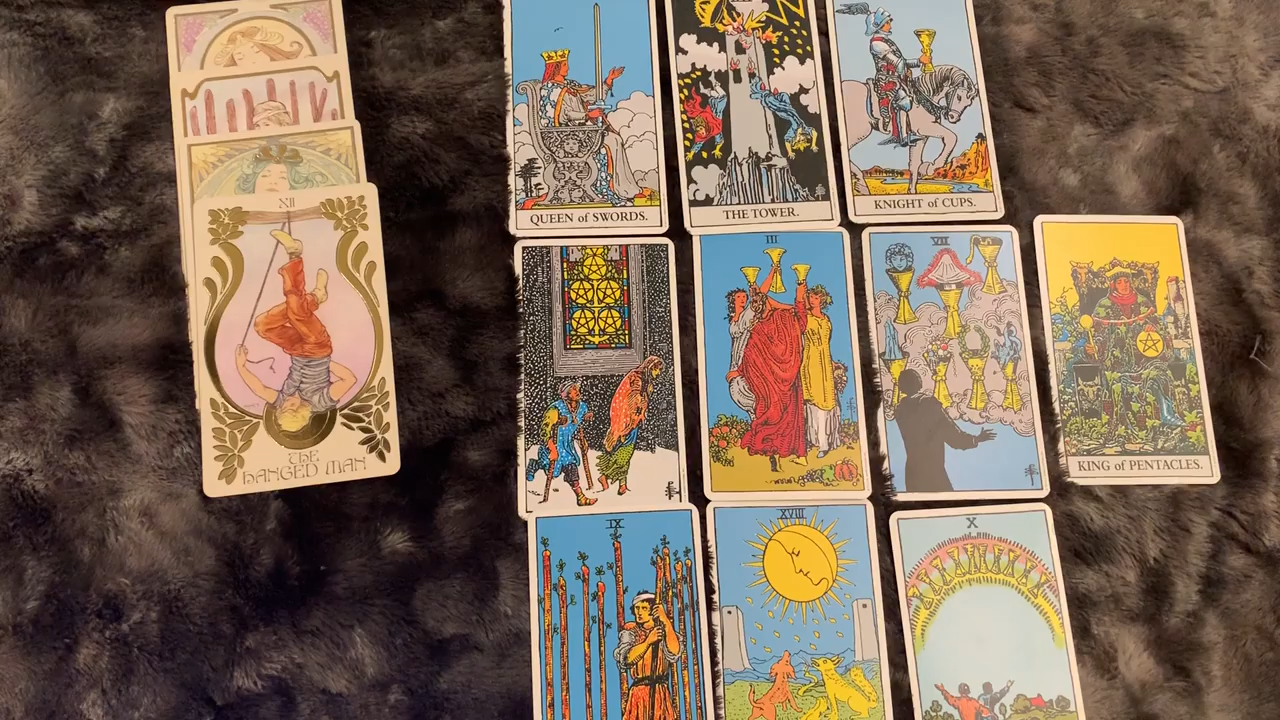 XII
THE
HANGED MAN
QUEEN of SWORDS.
THE TOWER.
KNIGHT of CUPS.
III
VII
KING of PENTACLES.
IX
XVIII
X